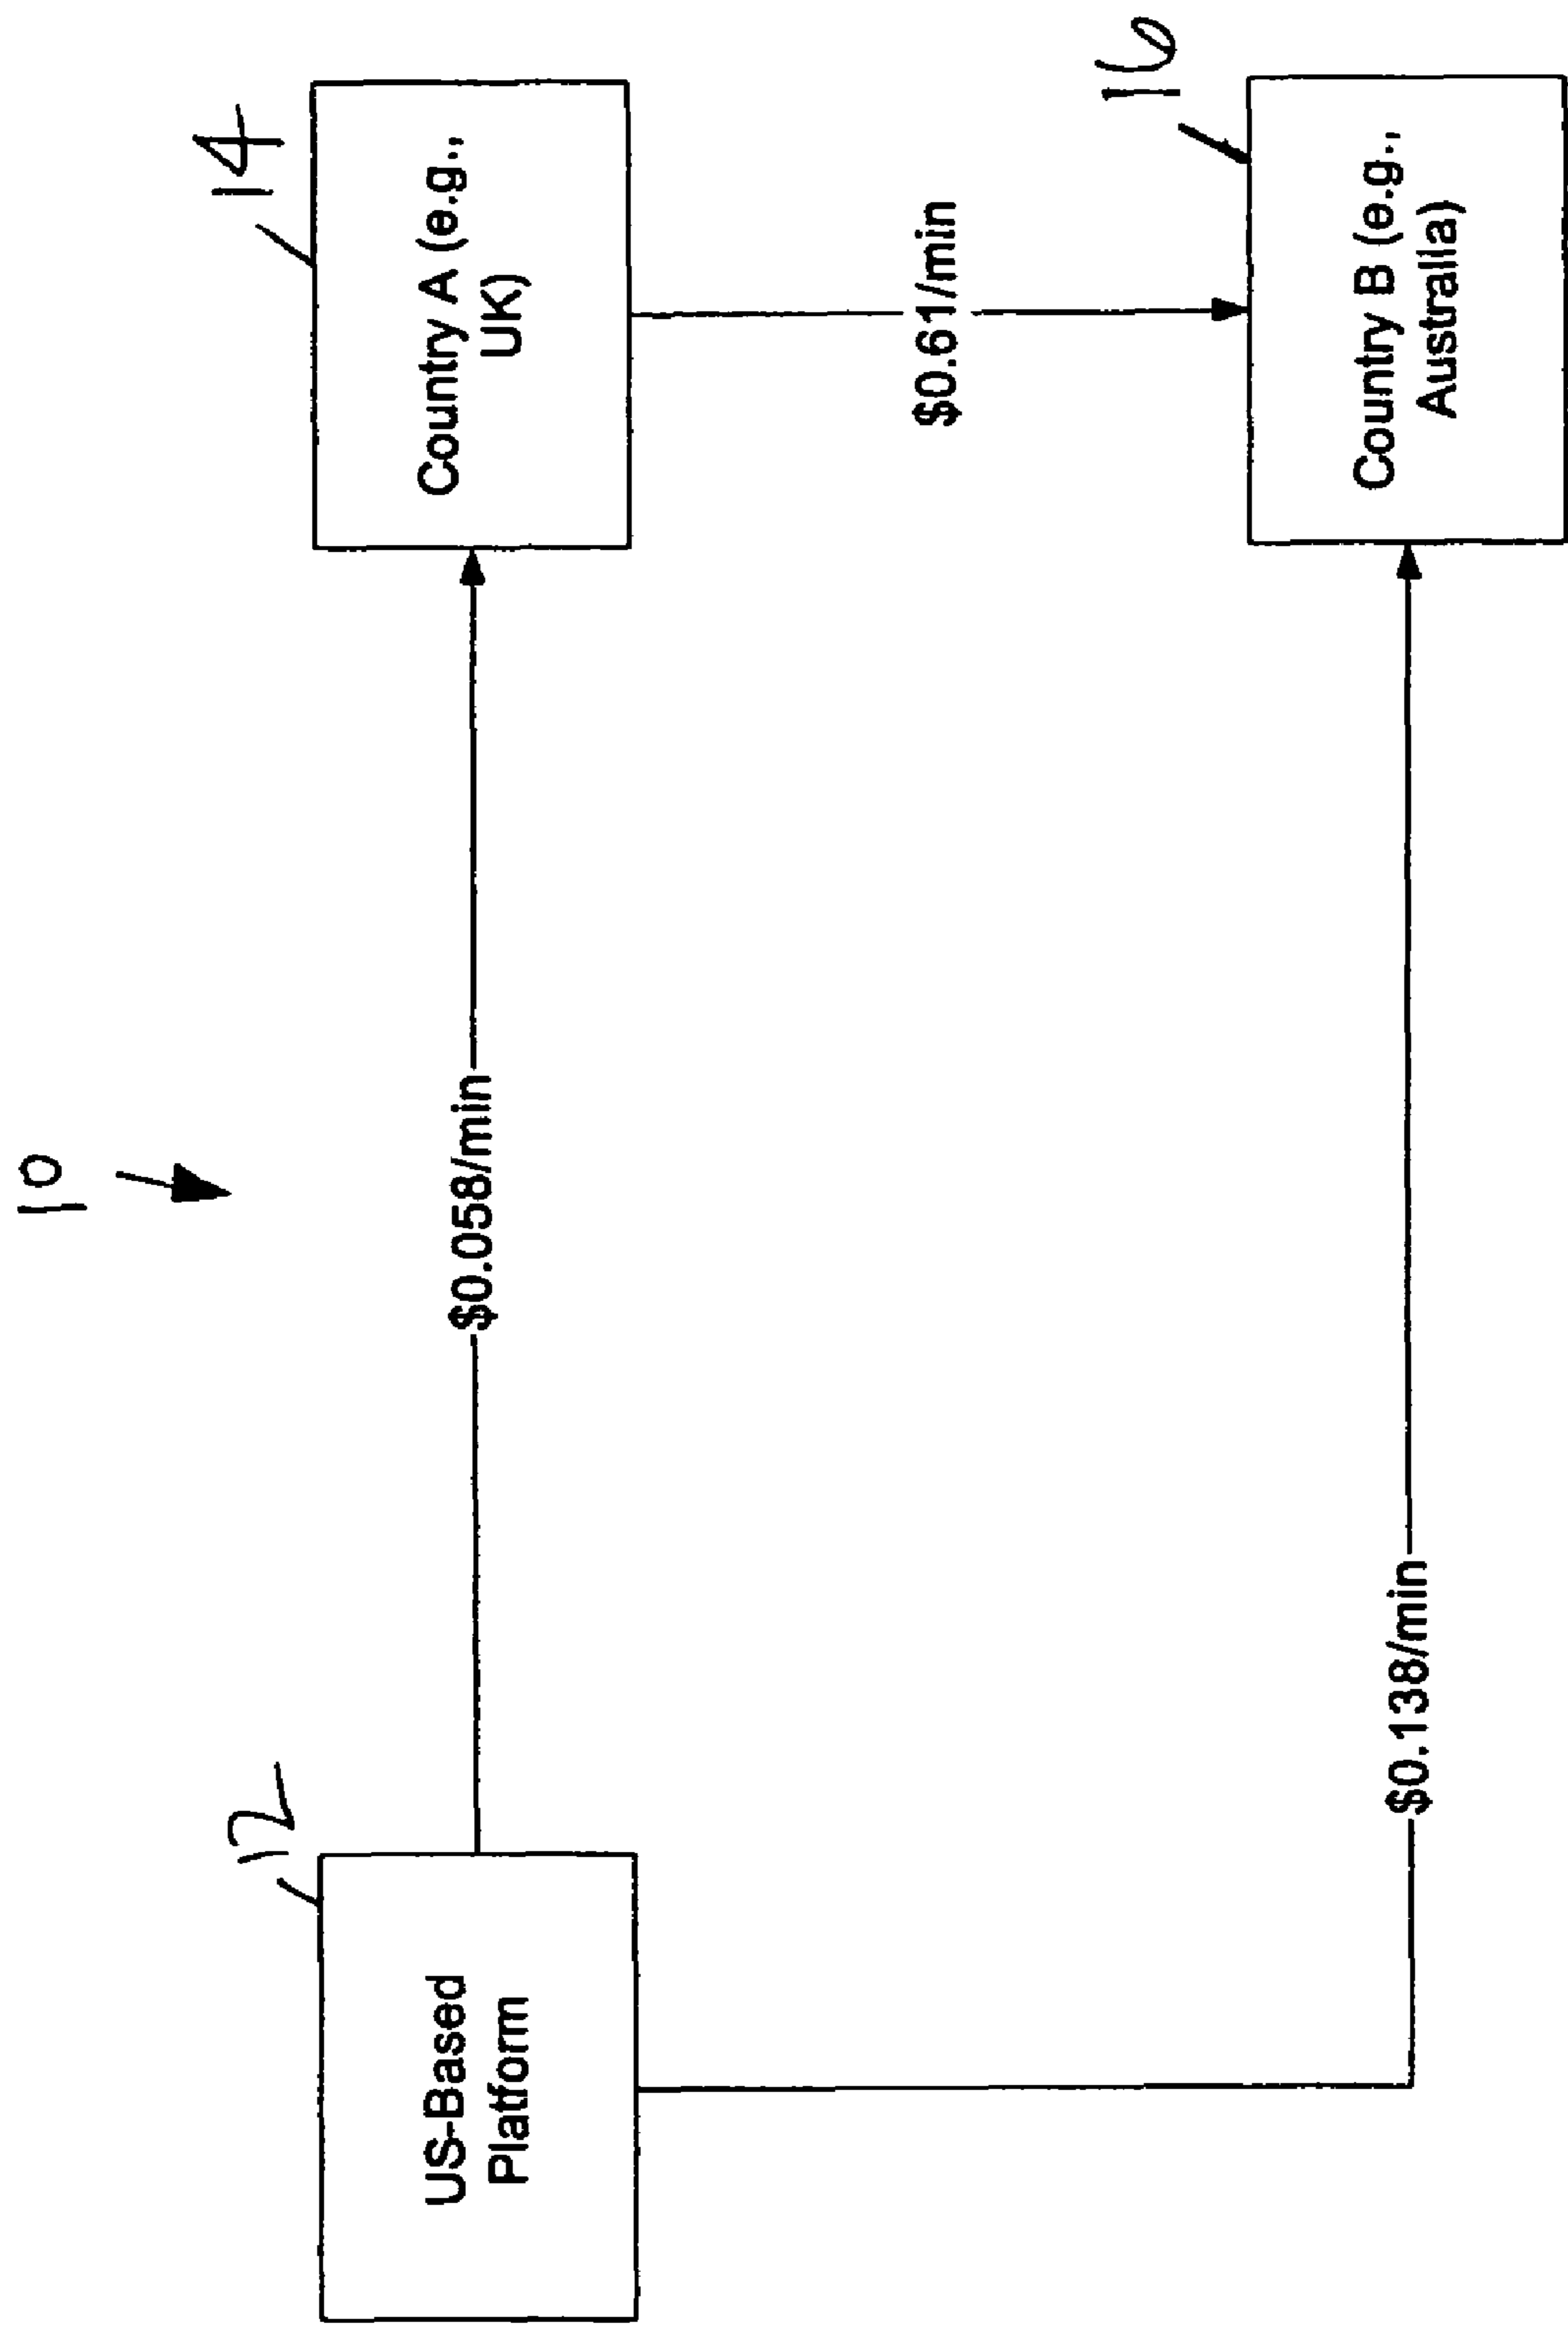 10
12
US-Based
Platform
$0.058/min
14
Country A (e.g.,
UK)
$0.61/min
$0.138/min
16
Country B (e.g.,
Australia)